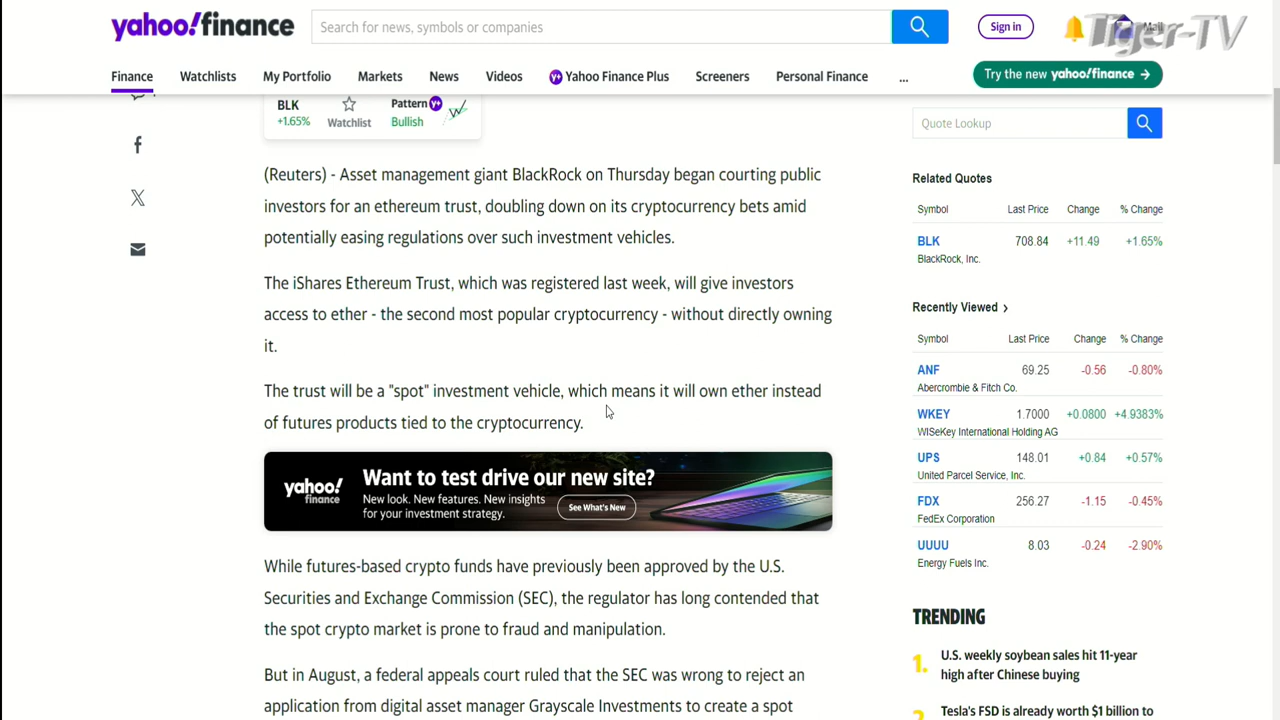 yahoo!finance
Search for news, symbols or companies
Sign in
Tiger-TV
Finance
Watchlists
My Portfolio
Markets
News
Videos
Y+ Yahoo Finance Plus
Screeners
Personal Finance
...
Try the new yahoo!finance →
BLK
+1.65%
Watchlist
Pattern Y+
Bullish
(Reuters) - Asset management giant BlackRock on Thursday began courting public
investors for an ethereum trust, doubling down on its cryptocurrency bets amid
potentially easing regulations over such investment vehicles.
The iShares Ethereum Trust, which was registered last week, will give investors
access to ether - the second most popular cryptocurrency - without directly owning
it.
The trust will be a "spot" investment vehicle, which means it will own ether instead
of futures products tied to the cryptocurrency.
yahoo!
finance
Want to test drive our new site?
New look. New features. New insights
for your investment strategy.
See What's New
While futures-based crypto funds have previously been approved by the U.S.
Securities and Exchange Commission (SEC), the regulator has long contended that
the spot crypto market is prone to fraud and manipulation.
But in August, a federal appeals court ruled that the SEC was wrong to reject an
application from digital asset manager Grayscale Investments to create a spot
Quote Lookup
Related Quotes
Symbol Last Price Change % Change
BLK 708.84 +11.49 +1.65%
BlackRock, Inc.
Recently Viewed >
Symbol Last Price Change % Change
ANF 69.25 -0.56 -0.80%
Abercrombie & Fitch Co.
WKEY 1.7000 +0.0800 +4.9383%
WISeKey International Holding AG
UPS 148.01 +0.84 +0.57%
United Parcel Service, Inc.
FDX 256.27 -1.15 -0.45%
FedEx Corporation
UUUU 8.03 -0.24 -2.90%
Energy Fuels Inc.
TRENDING
1. U.S. weekly soybean sales hit 11-year
high after Chinese buying
2. Tesla's FSD is already worth $1 billion to